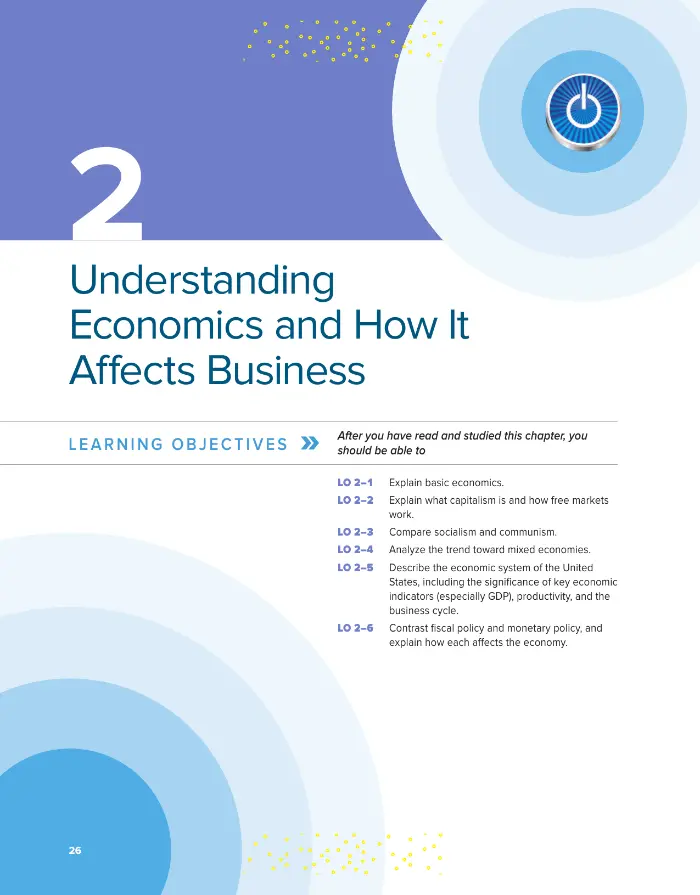 2
Understanding
Economics and How It
Affects Business
LEARNING OBJECTIVES »
After you have read and studied this chapter, you
should be able to
LO 2–1 Explain basic economics.
LO 2–2 Explain what capitalism is and how free markets
work.
LO 2–3 Compare socialism and communism.
LO 2–4 Analyze the trend toward mixed economies.
LO 2–5 Describe the economic system of the United
States, including the significance of key economic
indicators (especially GDP), productivity, and the
business cycle.
LO 2–6 Contrast fiscal policy and monetary policy, and
explain how each affects the economy.
26